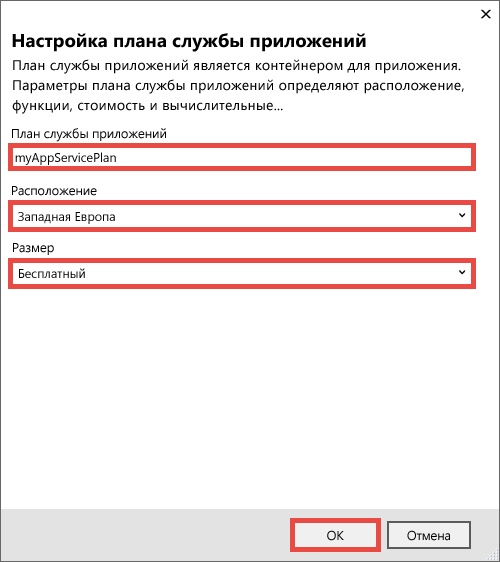 Настройка плана службы приложений
План службы приложений является контейнером для приложения.
Параметры плана службы приложений определяют расположение,
функции, стоимость и вычислительные...
План службы приложений
myAppServicePlan
Расположение
Западная Европа
Размер
Бесплатный
ОК
Отмена